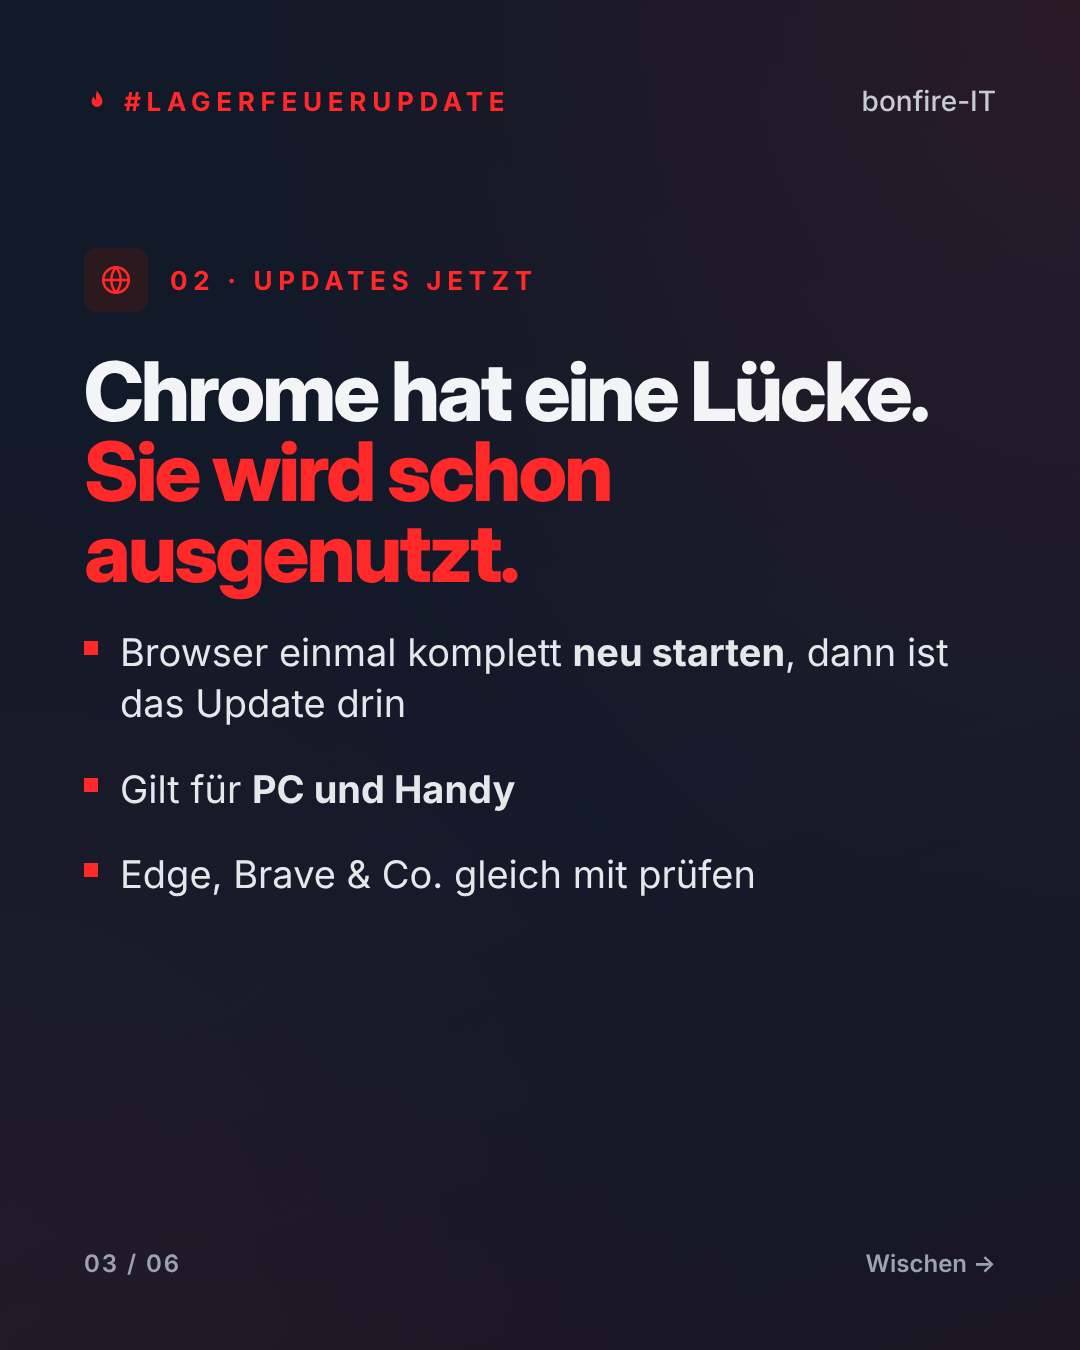 #LAGERFEUERUPDATE
bonfire-IT
02 · UPDATES JETZT
Chrome hat eine Lücke.
Sie wird schon
ausgenutzt.
Browser einmal komplett neu starten, dann ist
das Update drin
Gilt für PC und Handy
Edge, Brave & Co. gleich mit prüfen
03 / 06
Wischen →